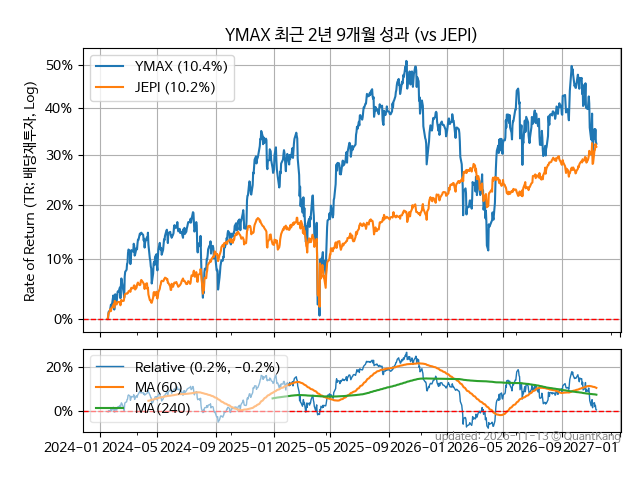 YMAX 최근 2년 9개월 성과 (vs JEPI)
Rate of Return (TR: 배당재투자, Log)
50%
40%
30%
20%
10%
0%
YMAX (10.4%)
JEPI (10.2%)
20%
0%
Relative (0.2%, −0.2%)
MA(60)
MA(240)
updated: 2026-11-13 © QuantKang
2024−01 2024−05 2024−09 2025−01 2025−05 2025−09 2026−01 2026−05 2026−09 2027−01